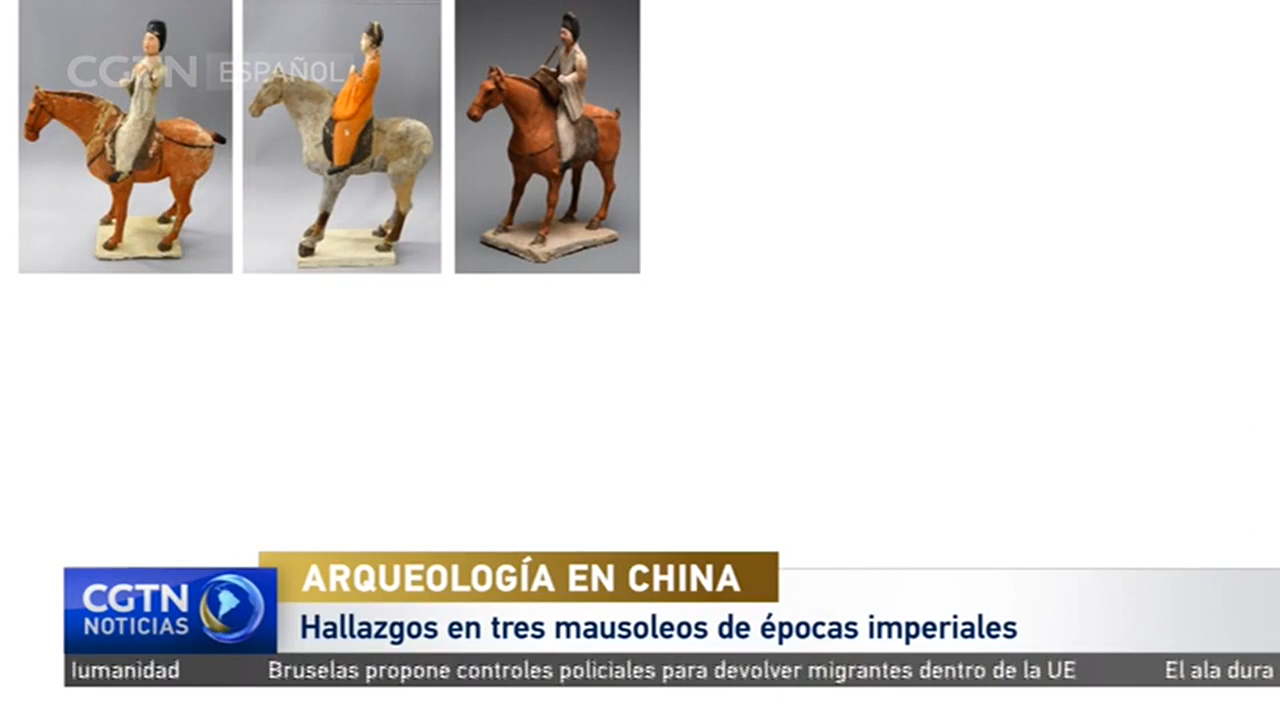 CGTN ESPAÑOL
ARQUEOLOGÍA EN CHINA
CGTN
NOTICIAS
Hallazgos en tres mausoleos de épocas imperiales
Bruselas propone controles policiales para devolver migrantes dentro de la UE
El ala dura